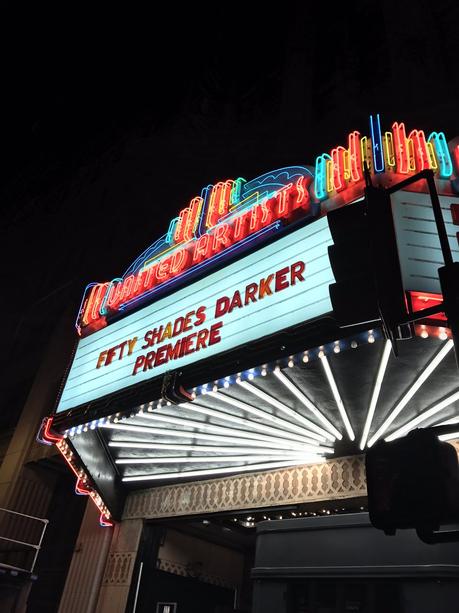 UNITED ARTISTS
FIFTY SHADES DARKER
PREMIERE